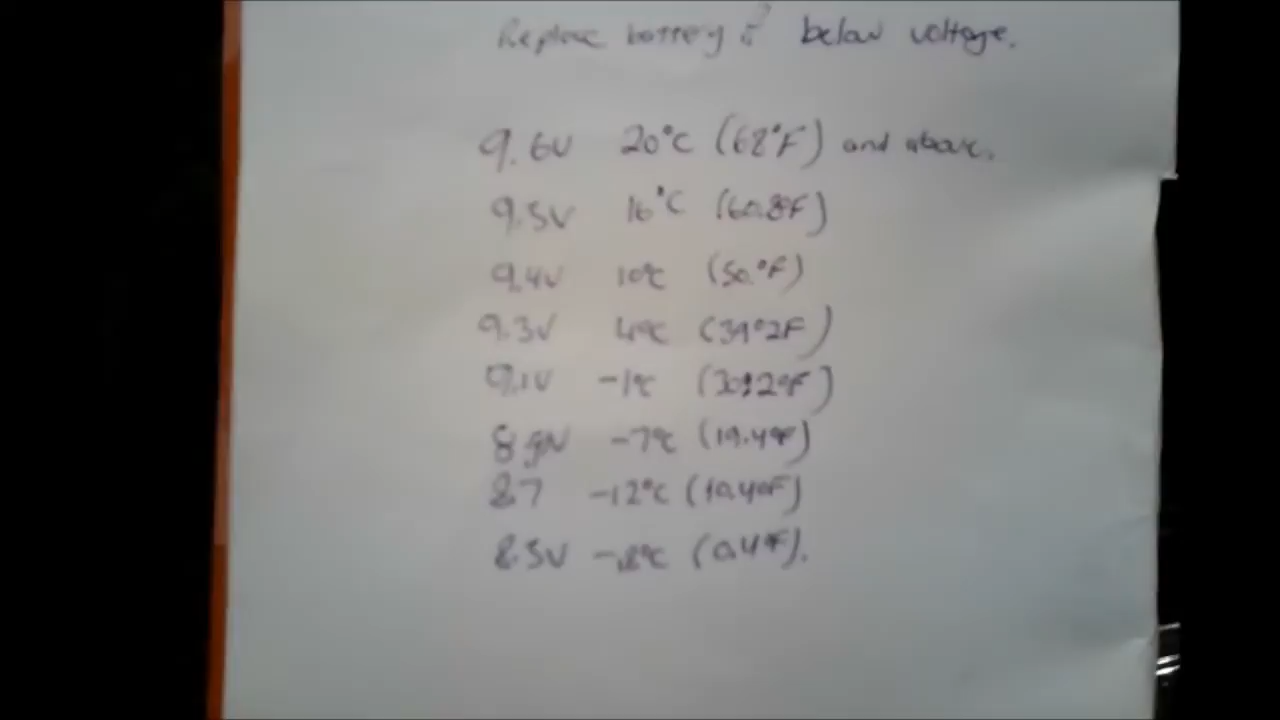 Replace battery if below voltage.
9.6V 20°C (68°F) and above.
9.5V 16°C (60.8°F)
9.4V 10°C (50.°F)
9.3V 4°C (39°2F)
9.1V -1°C (30.2°F)
8.9V -7°C (19.4°F)
8.7 -12°C (10.4°F)
8.5V -18°C (0.4°F).